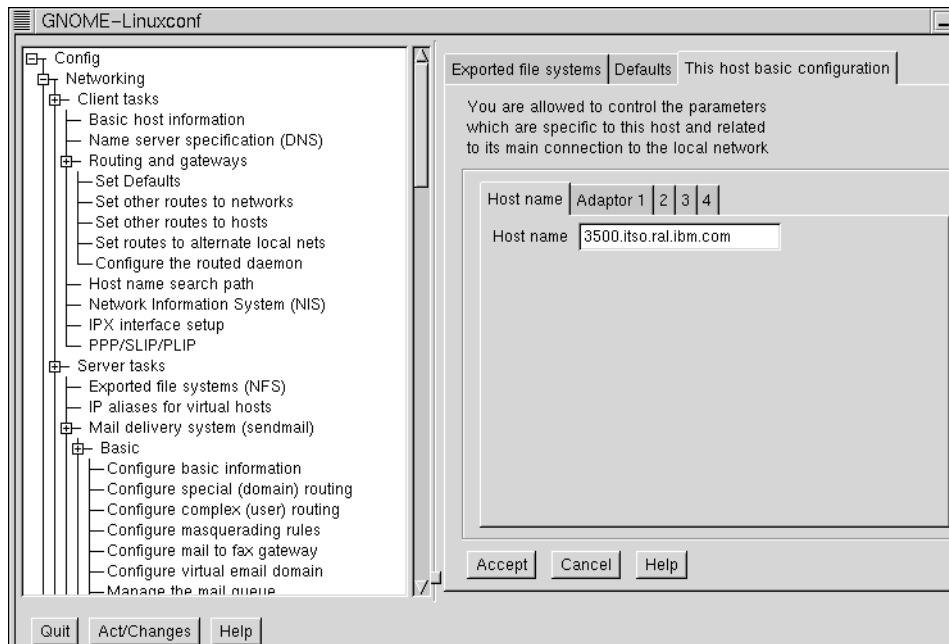 GNOME-Linuxconf
Config
Networking
Client tasks
Basic host information
Name server specification (DNS)
Routing and gateways
Set Defaults
Set other routes to networks
Set other routes to hosts
Set routes to alternate local nets
Configure the routed daemon
Host name search path
Network Information System (NIS)
IPX interface setup
PPP/SLIP/PLIP
Server tasks
Exported file systems (NFS)
IP aliases for virtual hosts
Mail delivery system (sendmail)
Basic
Configure basic information
Configure special (domain) routing
Configure complex (user) routing
Configure masquerading rules
Configure mail to fax gateway
Configure virtual email domain
Manage the mail queue
Exported file systems Defaults This host basic configuration
You are allowed to control the parameters
which are specific to this host and related
to its main connection to the local network
Host name Adaptor 1 2 3 4
Host name 3500.itso.ral.ibm.com
Accept Cancel Help
Quit Act/Changes Help